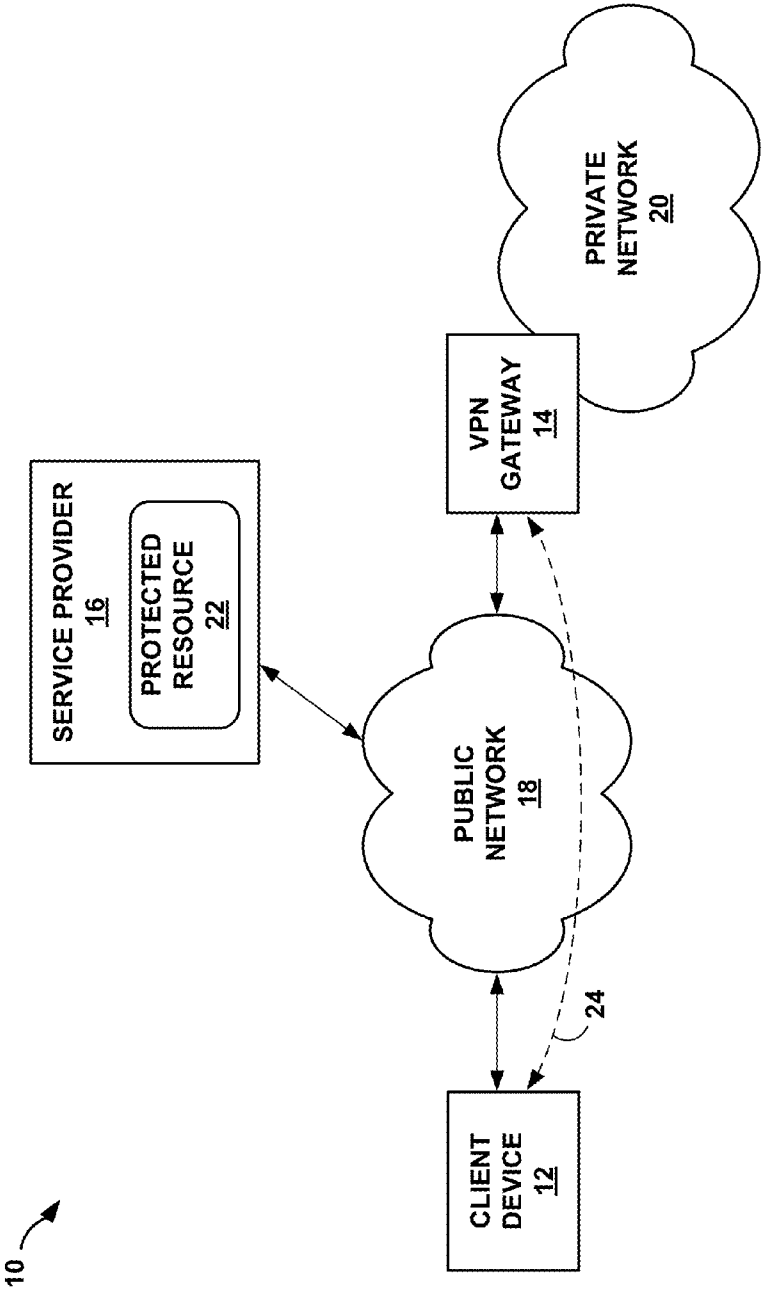 10
SERVICE PROVIDER
16
PROTECTED
RESOURCE
22
CLIENT
DEVICE
12
PUBLIC
NETWORK
18
VPN
GATEWAY
14
PRIVATE
NETWORK
20
24